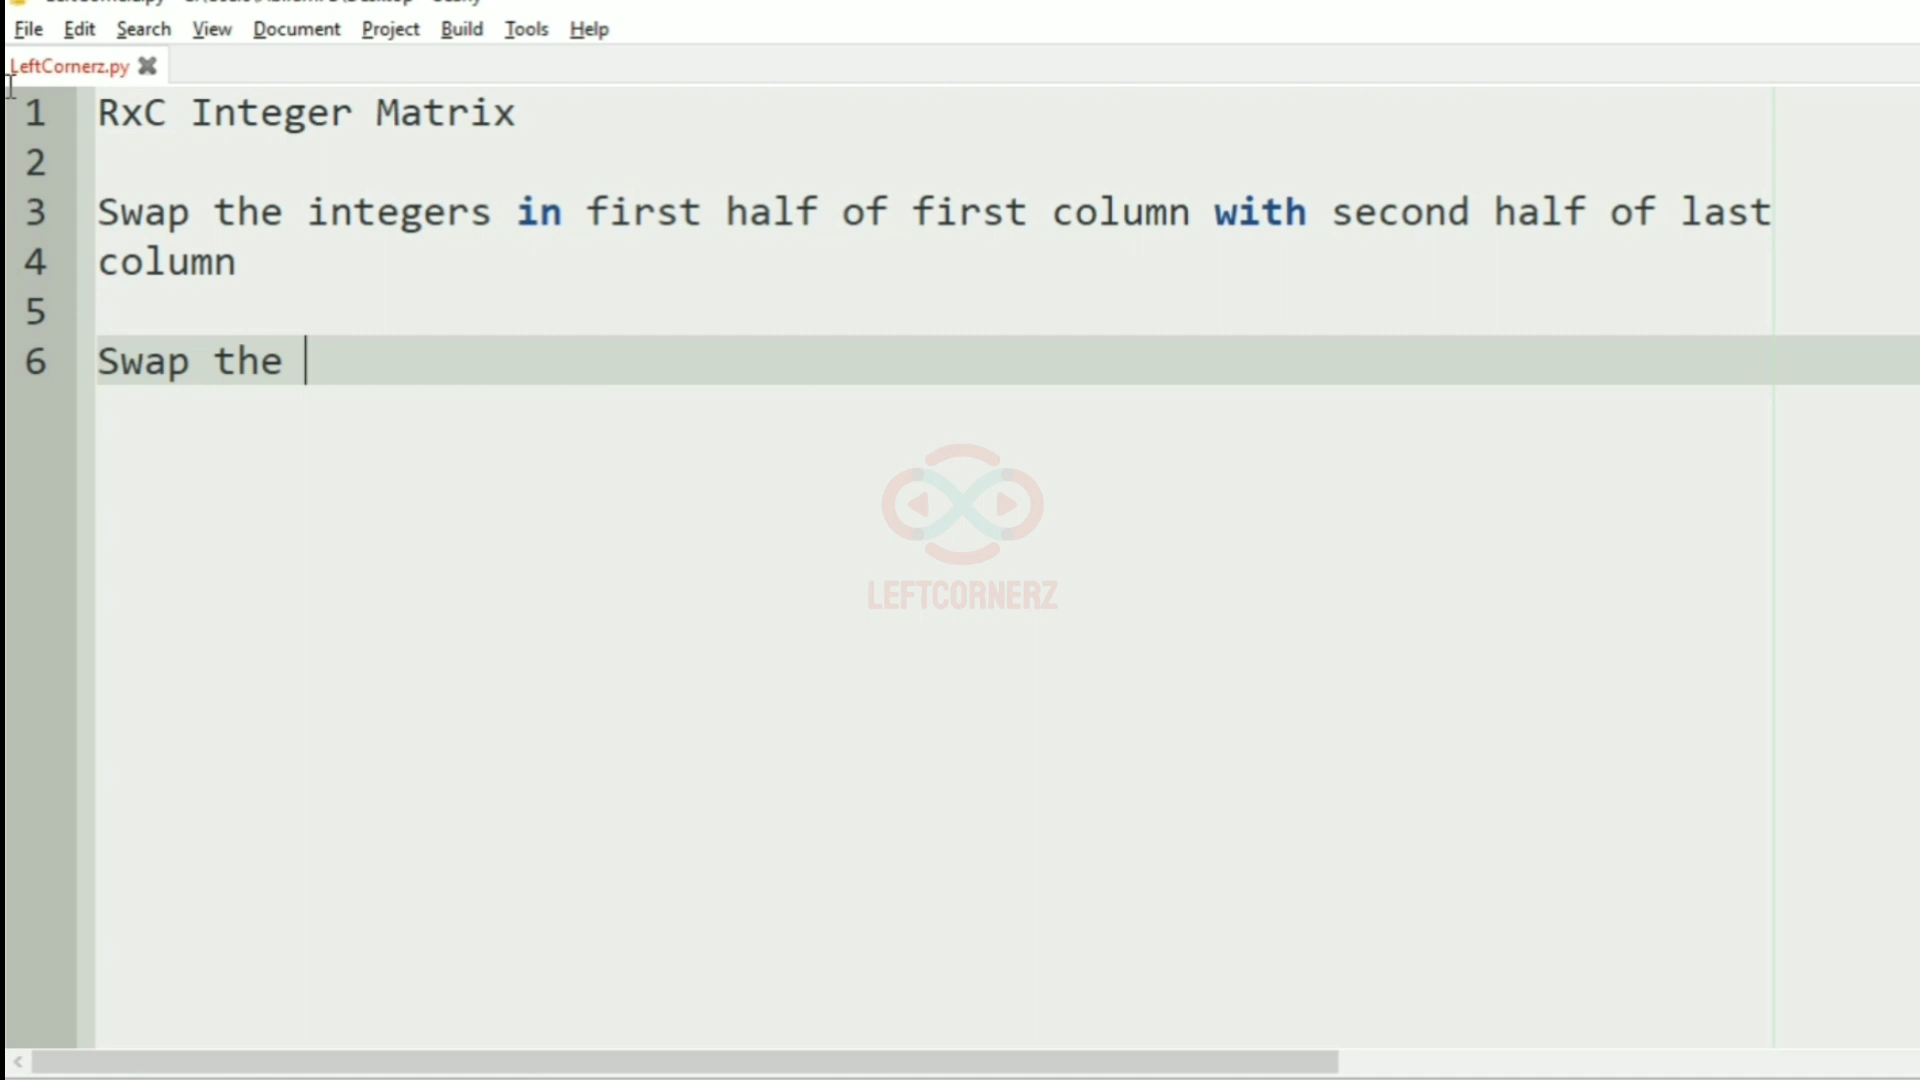 File Edit Search View Document Project Build Tools Help
LeftCornerz.py
1 RxC Integer Matrix
2
3 Swap the integers in first half of first column with second half of last
4 column
5
6 Swap the
LEFTCORNERZ